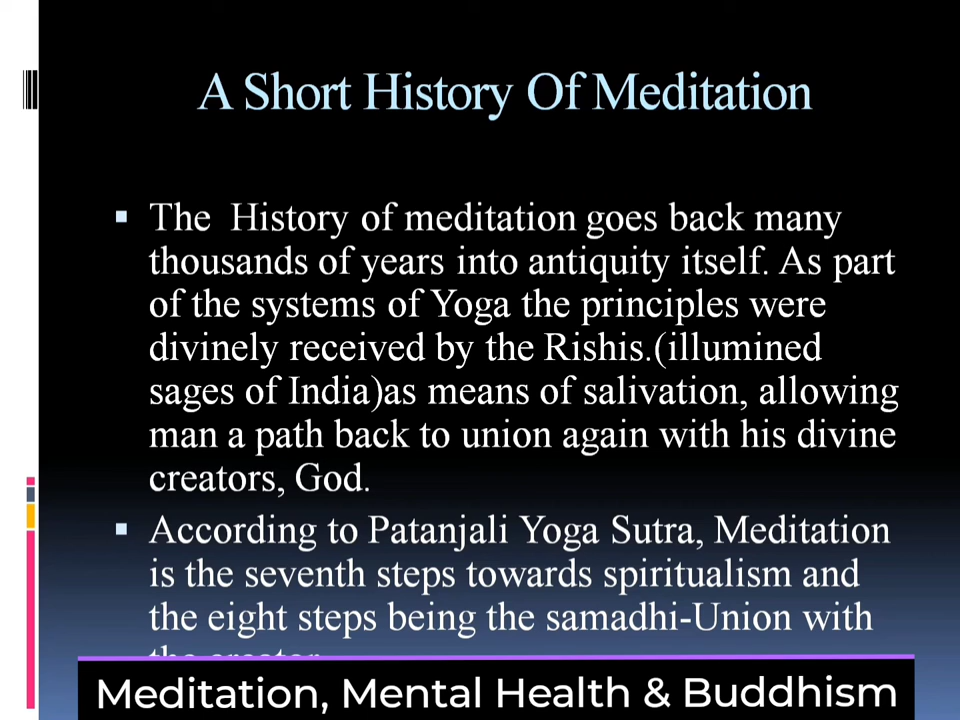 A Short History Of Meditation
▪ The History of meditation goes back many
thousands of years into antiquity itself. As part
of the systems of Yoga the principles were
divinely received by the Rishis.(illumined
sages of India)as means of salivation, allowing
man a path back to union again with his divine
creators, God.
▪ According to Patanjali Yoga Sutra, Meditation
is the seventh steps towards spiritualism and
the eight steps being the samadhi-Union with
Meditation, Mental Health & Buddhism